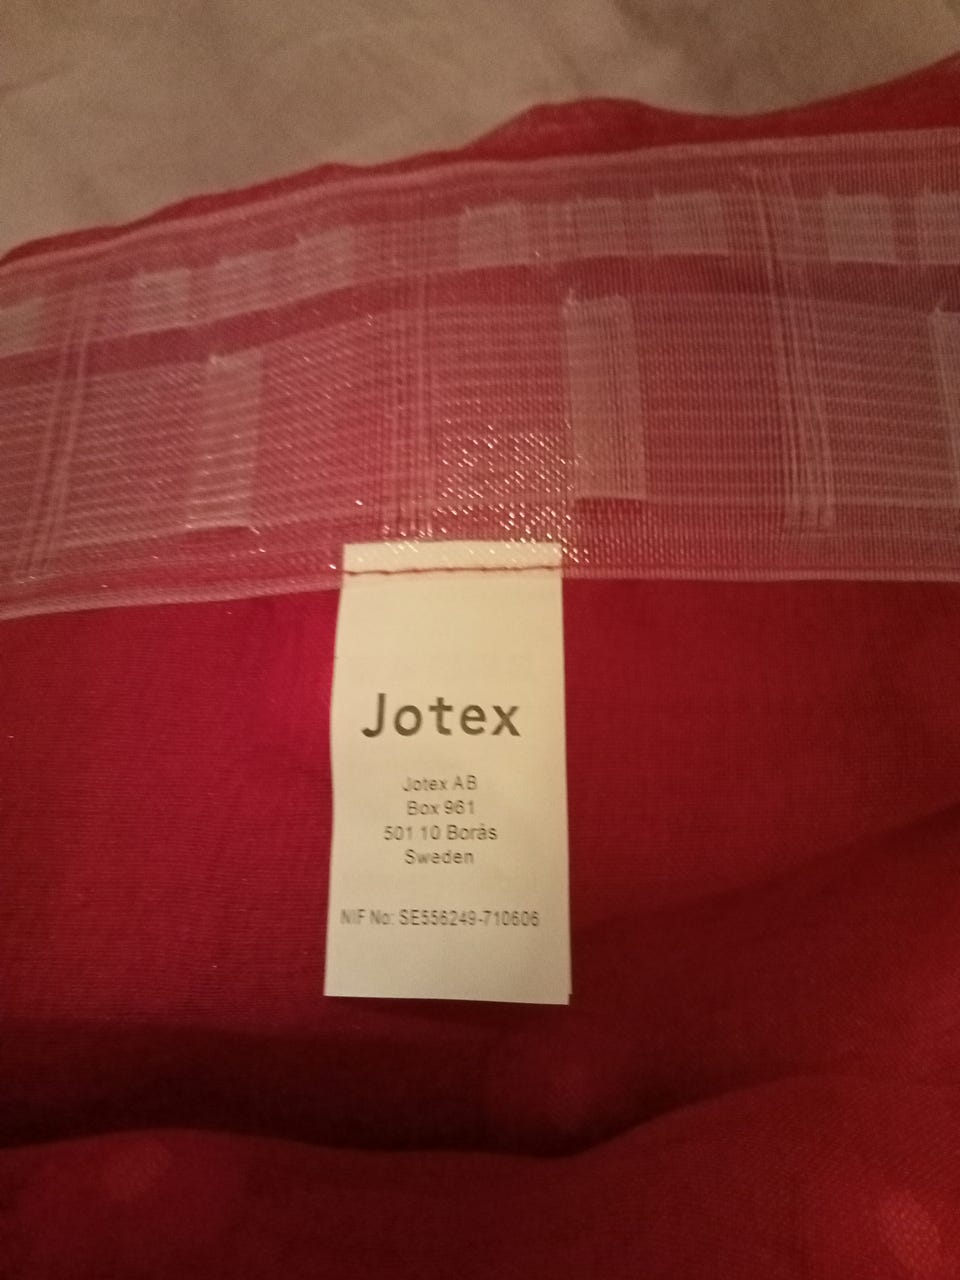 Jotex
Jotex AB
Box 961
501 10 Borås
Sweden
NIF No: SE556249-710606